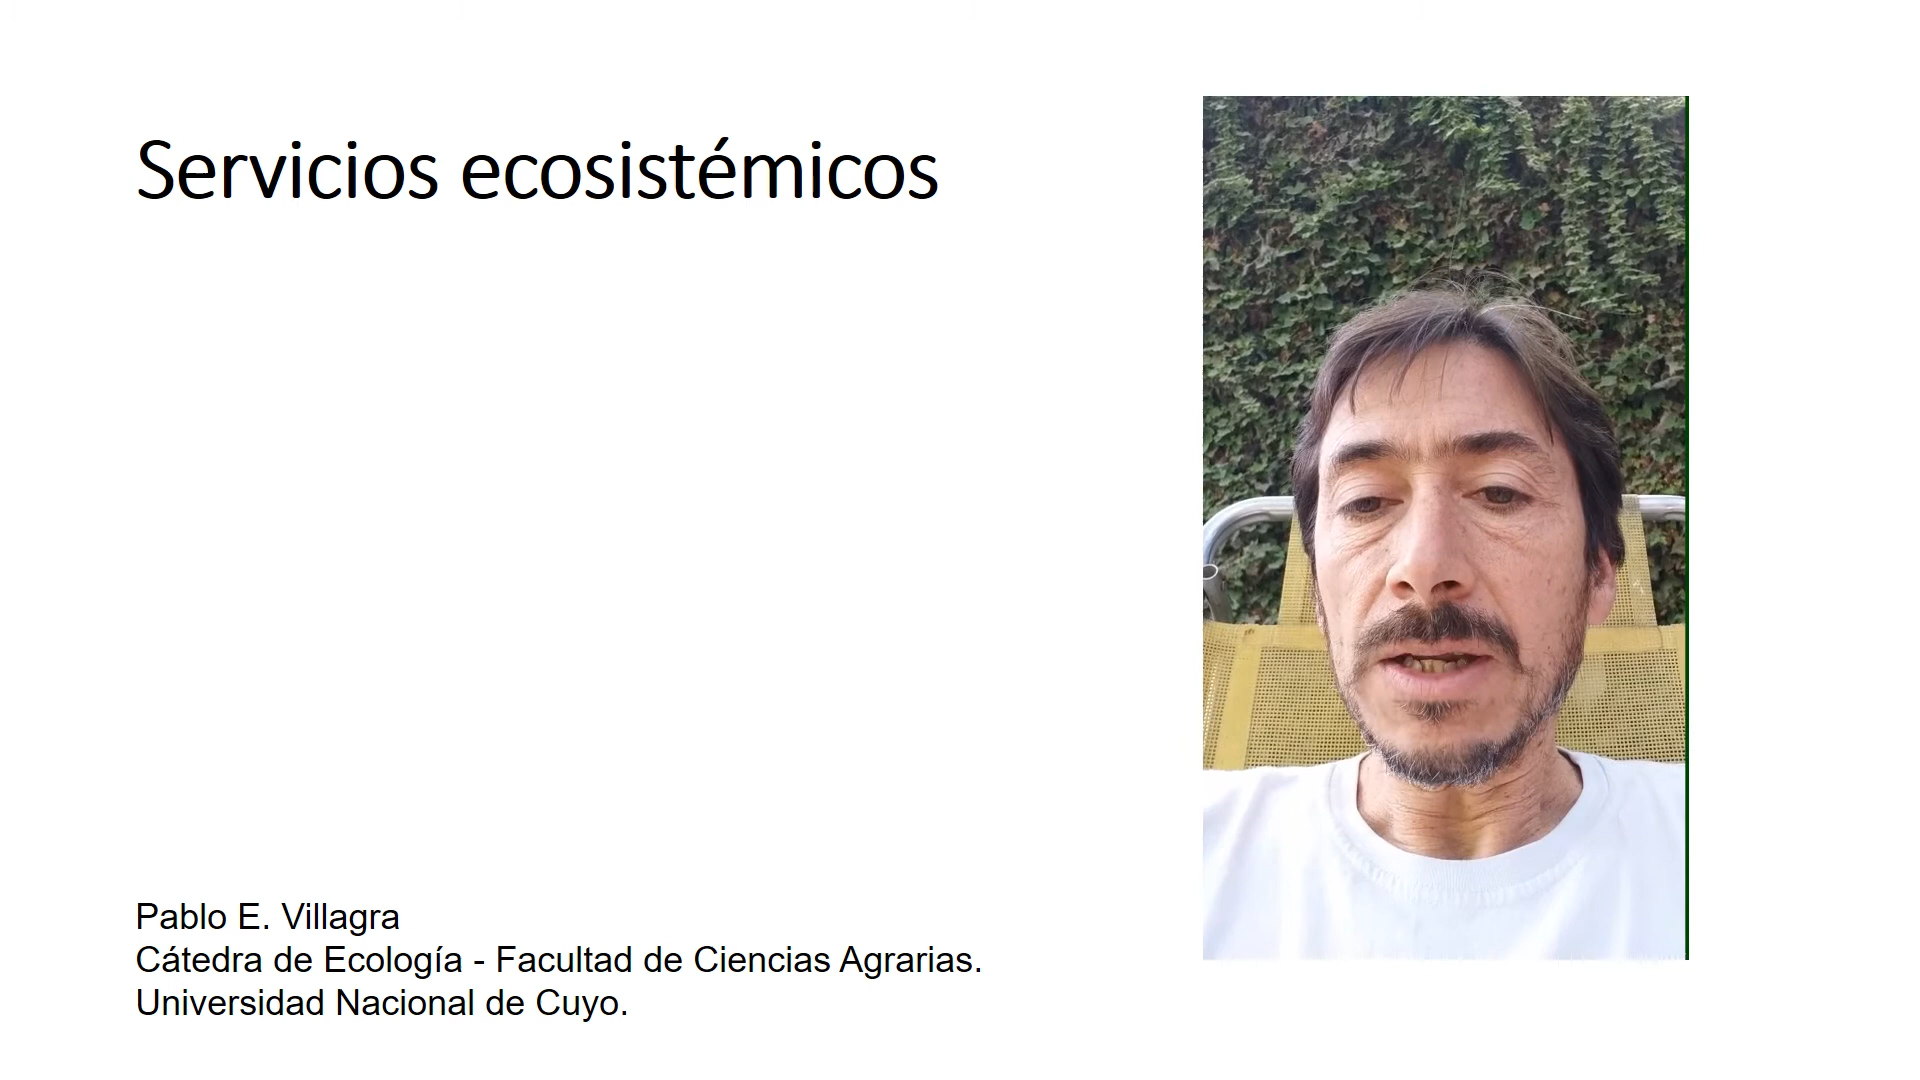 Servicios ecosistémicos
Pablo E. Villagra
Cátedra de Ecología - Facultad de Ciencias Agrarias.
Universidad Nacional de Cuyo.